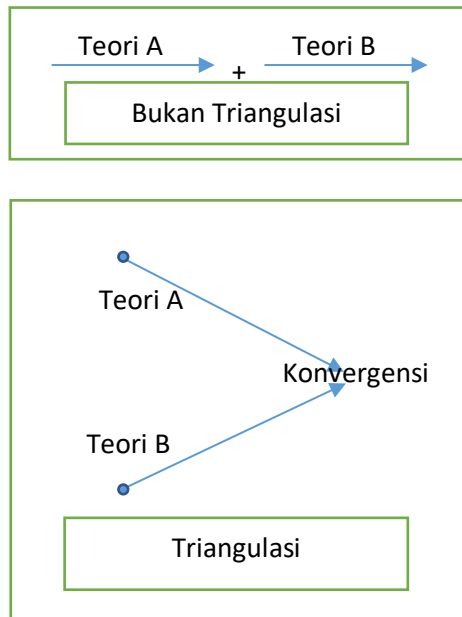 Teori A
Teori B
+
Bukan Triangulasi
Teori A
Konvergensi
Teori B
Triangulasi